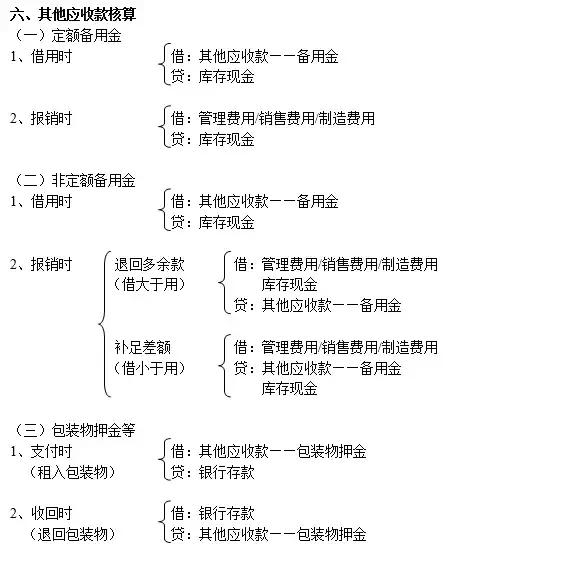 六、其他应收款核算
（一）定额备用金
1、借用时 借：其他应收款——备用金
贷：库存现金
2、报销时 借：管理费用/销售费用/制造费用
贷：库存现金
（二）非定额备用金
1、借用时 借：其他应收款——备用金
贷：库存现金
2、报销时 退回多余款 借：管理费用/销售费用/制造费用
（借大于用） 库存现金
贷：其他应收款——备用金
补足差额 借：管理费用/销售费用/制造费用
（借小于用） 贷：其他应收款——备用金
库存现金
（三）包装物押金等
1、支付时 借：其他应收款——包装物押金
（租入包装物） 贷：银行存款
2、收回时 借：银行存款
（退回包装物） 贷：其他应收款——包装物押金